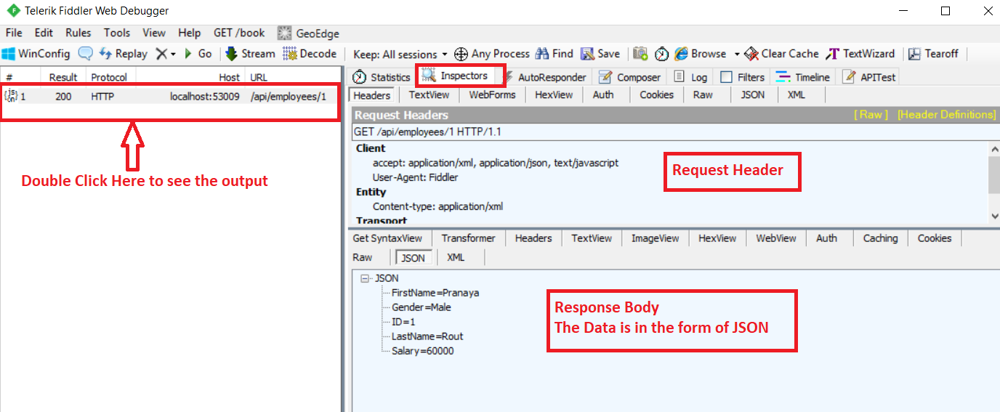 Telerik Fiddler Web Debugger
File Edit Rules Tools View Help GET /book GeoEdge
WinConfig Replay Go Stream Decode Keep: All sessions Any Process Find Save Browse Clear Cache TextWizard Tearoff
# Result Protocol Host URL
{js on} 1 200 HTTP localhost:53009 /api/employees/1
Double Click Here to see the output
Statistics Inspectors AutoResponder Composer Log Filters Timeline APITest
Headers TextView WebForms HexView Auth Cookies Raw JSON XML
Request Headers [ Raw ] [Header Definitions]
GET /api/employees/1 HTTP/1.1
Client
accept: application/xml, application/json, text/javascript
User-Agent: Fiddler
Entity
Content-type: application/xml
Transport
Request Header
Get SyntaxView Transformer Headers TextView ImageView HexView WebView Auth Caching Cookies
Raw JSON XML
JSON
FirstName=Pranaya
Gender=Male
ID=1
LastName=Rout
Salary=60000
Response Body
The Data is in the form of JSON